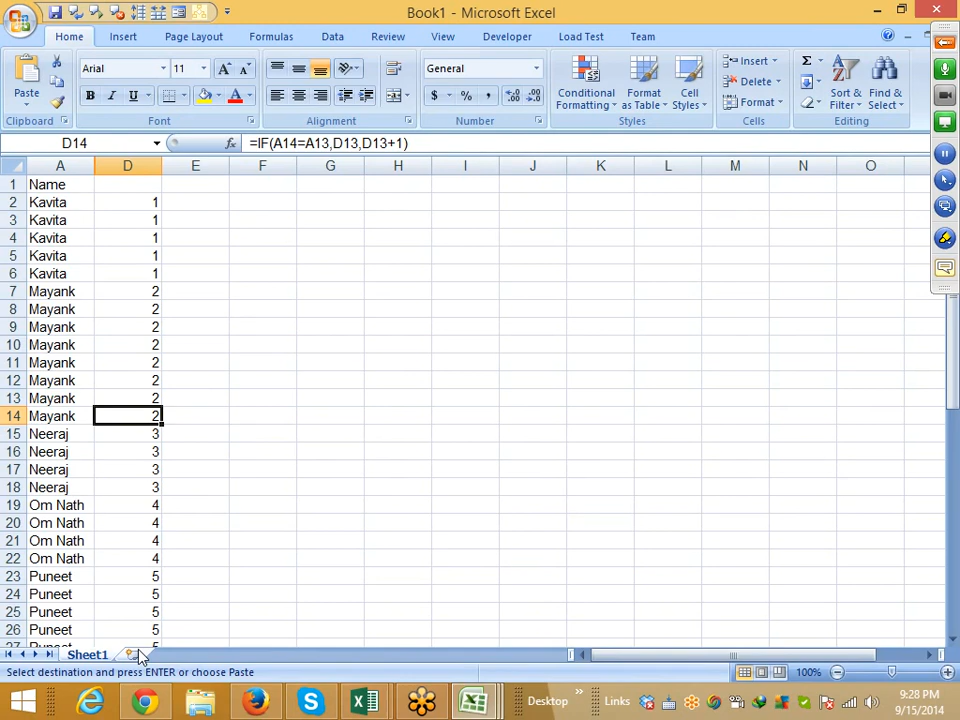 Book1 - Microsoft Excel
Home Insert Page Layout Formulas Data Review View Developer Load Test Team
Paste
Arial 11
B I U
General
$ % ,
Conditional Formatting
Format as Table
Cell Styles
Insert
Delete
Format
Sort & Filter
Find & Select
Clipboard Font Alignment Number Styles Cells Editing
D14 fx =IF(A14=A13,D13,D13+1)
A D E F G H I J K L M N O
1 Name
2 Kavita 1
3 Kavita 1
4 Kavita 1
5 Kavita 1
6 Kavita 1
7 Mayank 2
8 Mayank 2
9 Mayank 2
10 Mayank 2
11 Mayank 2
12 Mayank 2
13 Mayank 2
14 Mayank 2
15 Neeraj 3
16 Neeraj 3
17 Neeraj 3
18 Neeraj 3
19 Om Nath 4
20 Om Nath 4
21 Om Nath 4
22 Om Nath 4
23 Puneet 5
24 Puneet 5
25 Puneet 5
26 Puneet 5
27 Puneet 5
Sheet1
Select destination and press ENTER or choose Paste 100%
Desktop » Links 9:28 PM
9/15/2014